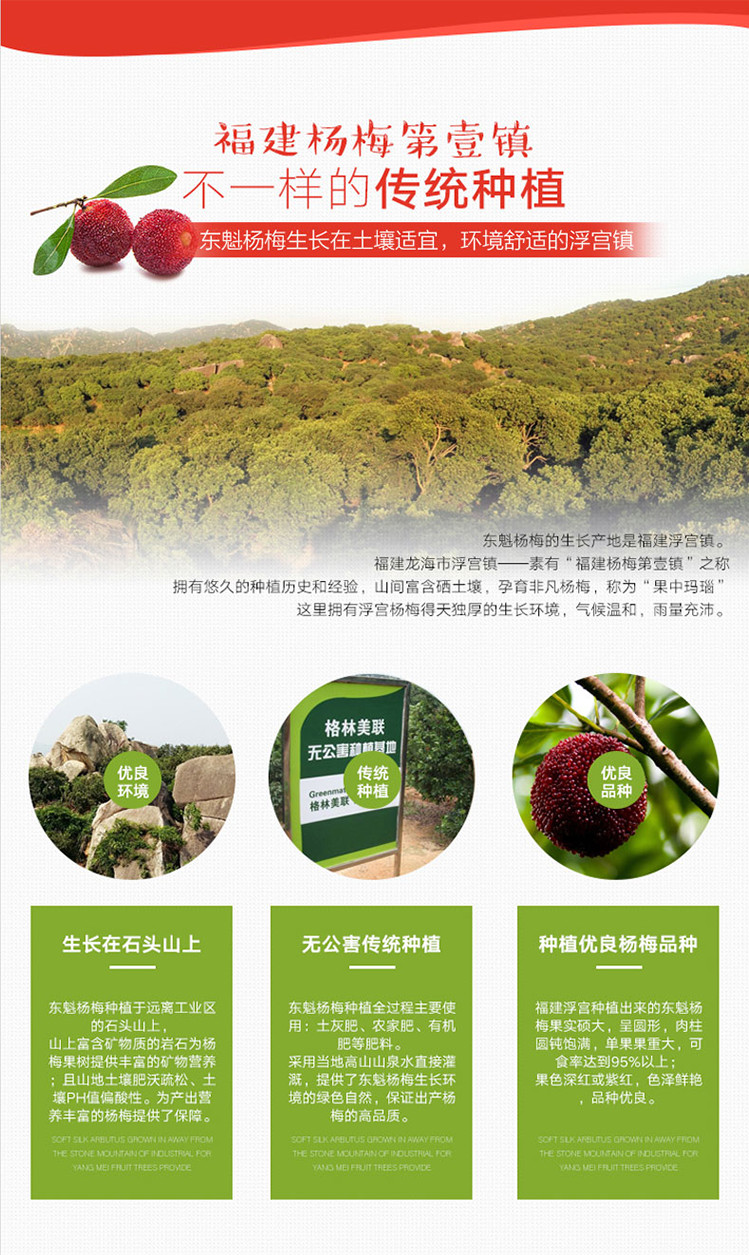 福建杨梅第壹镇
不一样的传统种植
东魁杨梅生长在土壤适宜，环境舒适的浮宫镇
东魁杨梅的生长产地是福建浮宫镇。
福建龙海市浮宫镇——素有“福建杨梅第壹镇”之称
拥有悠久的种植历史和经验，山间富含硒土壤，孕育非凡杨梅，称为“果中玛瑙”
这里拥有浮宫杨梅得天独厚的生长环境，气候温和，雨量充沛。
优良
环境
格林美联
无公害种植基地
Greenma
格林美联
传统
种植
优良
品种
生长在石头山上
东魁杨梅种植于远离工业区
的石头山上，
山上富含矿物质的岩石为杨
梅果树提供丰富的矿物营养
；且山地土壤肥沃疏松、土
壤PH值偏酸性。为产出营
养丰富的杨梅提供了保障。
SOFT SILK ARBUTUS GROWN IN AWAY FROM
THE STONE MOUNTAIN OF INDUSTRIAL FOR
YANG MEI FRUIT TREES PROVIDE
无公害传统种植
东魁杨梅种植全过程主要使
用：土灰肥、农家肥、有机
肥等肥料。
采用当地高山山泉水直接灌
溉，提供了东魁杨梅生长环
境的绿色自然，保证出产杨
梅的高品质。
SOFT SILK ARBUTUS GROWN IN AWAY FROM
THE STONE MOUNTAIN OF INDUSTRIAL FOR
YANG MEI FRUIT TREES PROVIDE
种植优良杨梅品种
福建浮宫种植出来的东魁杨
梅果实硕大，呈圆形，肉柱
圆钝饱满，单果果重大，可
食率达到95%以上；
果色深红或紫红，色泽鲜艳
，品种优良。
SOFT SILK ARBUTUS GROWN IN AWAY FROM
THE STONE MOUNTAIN OF INDUSTRIAL FOR
YANG MEI FRUIT TREES PROVIDE